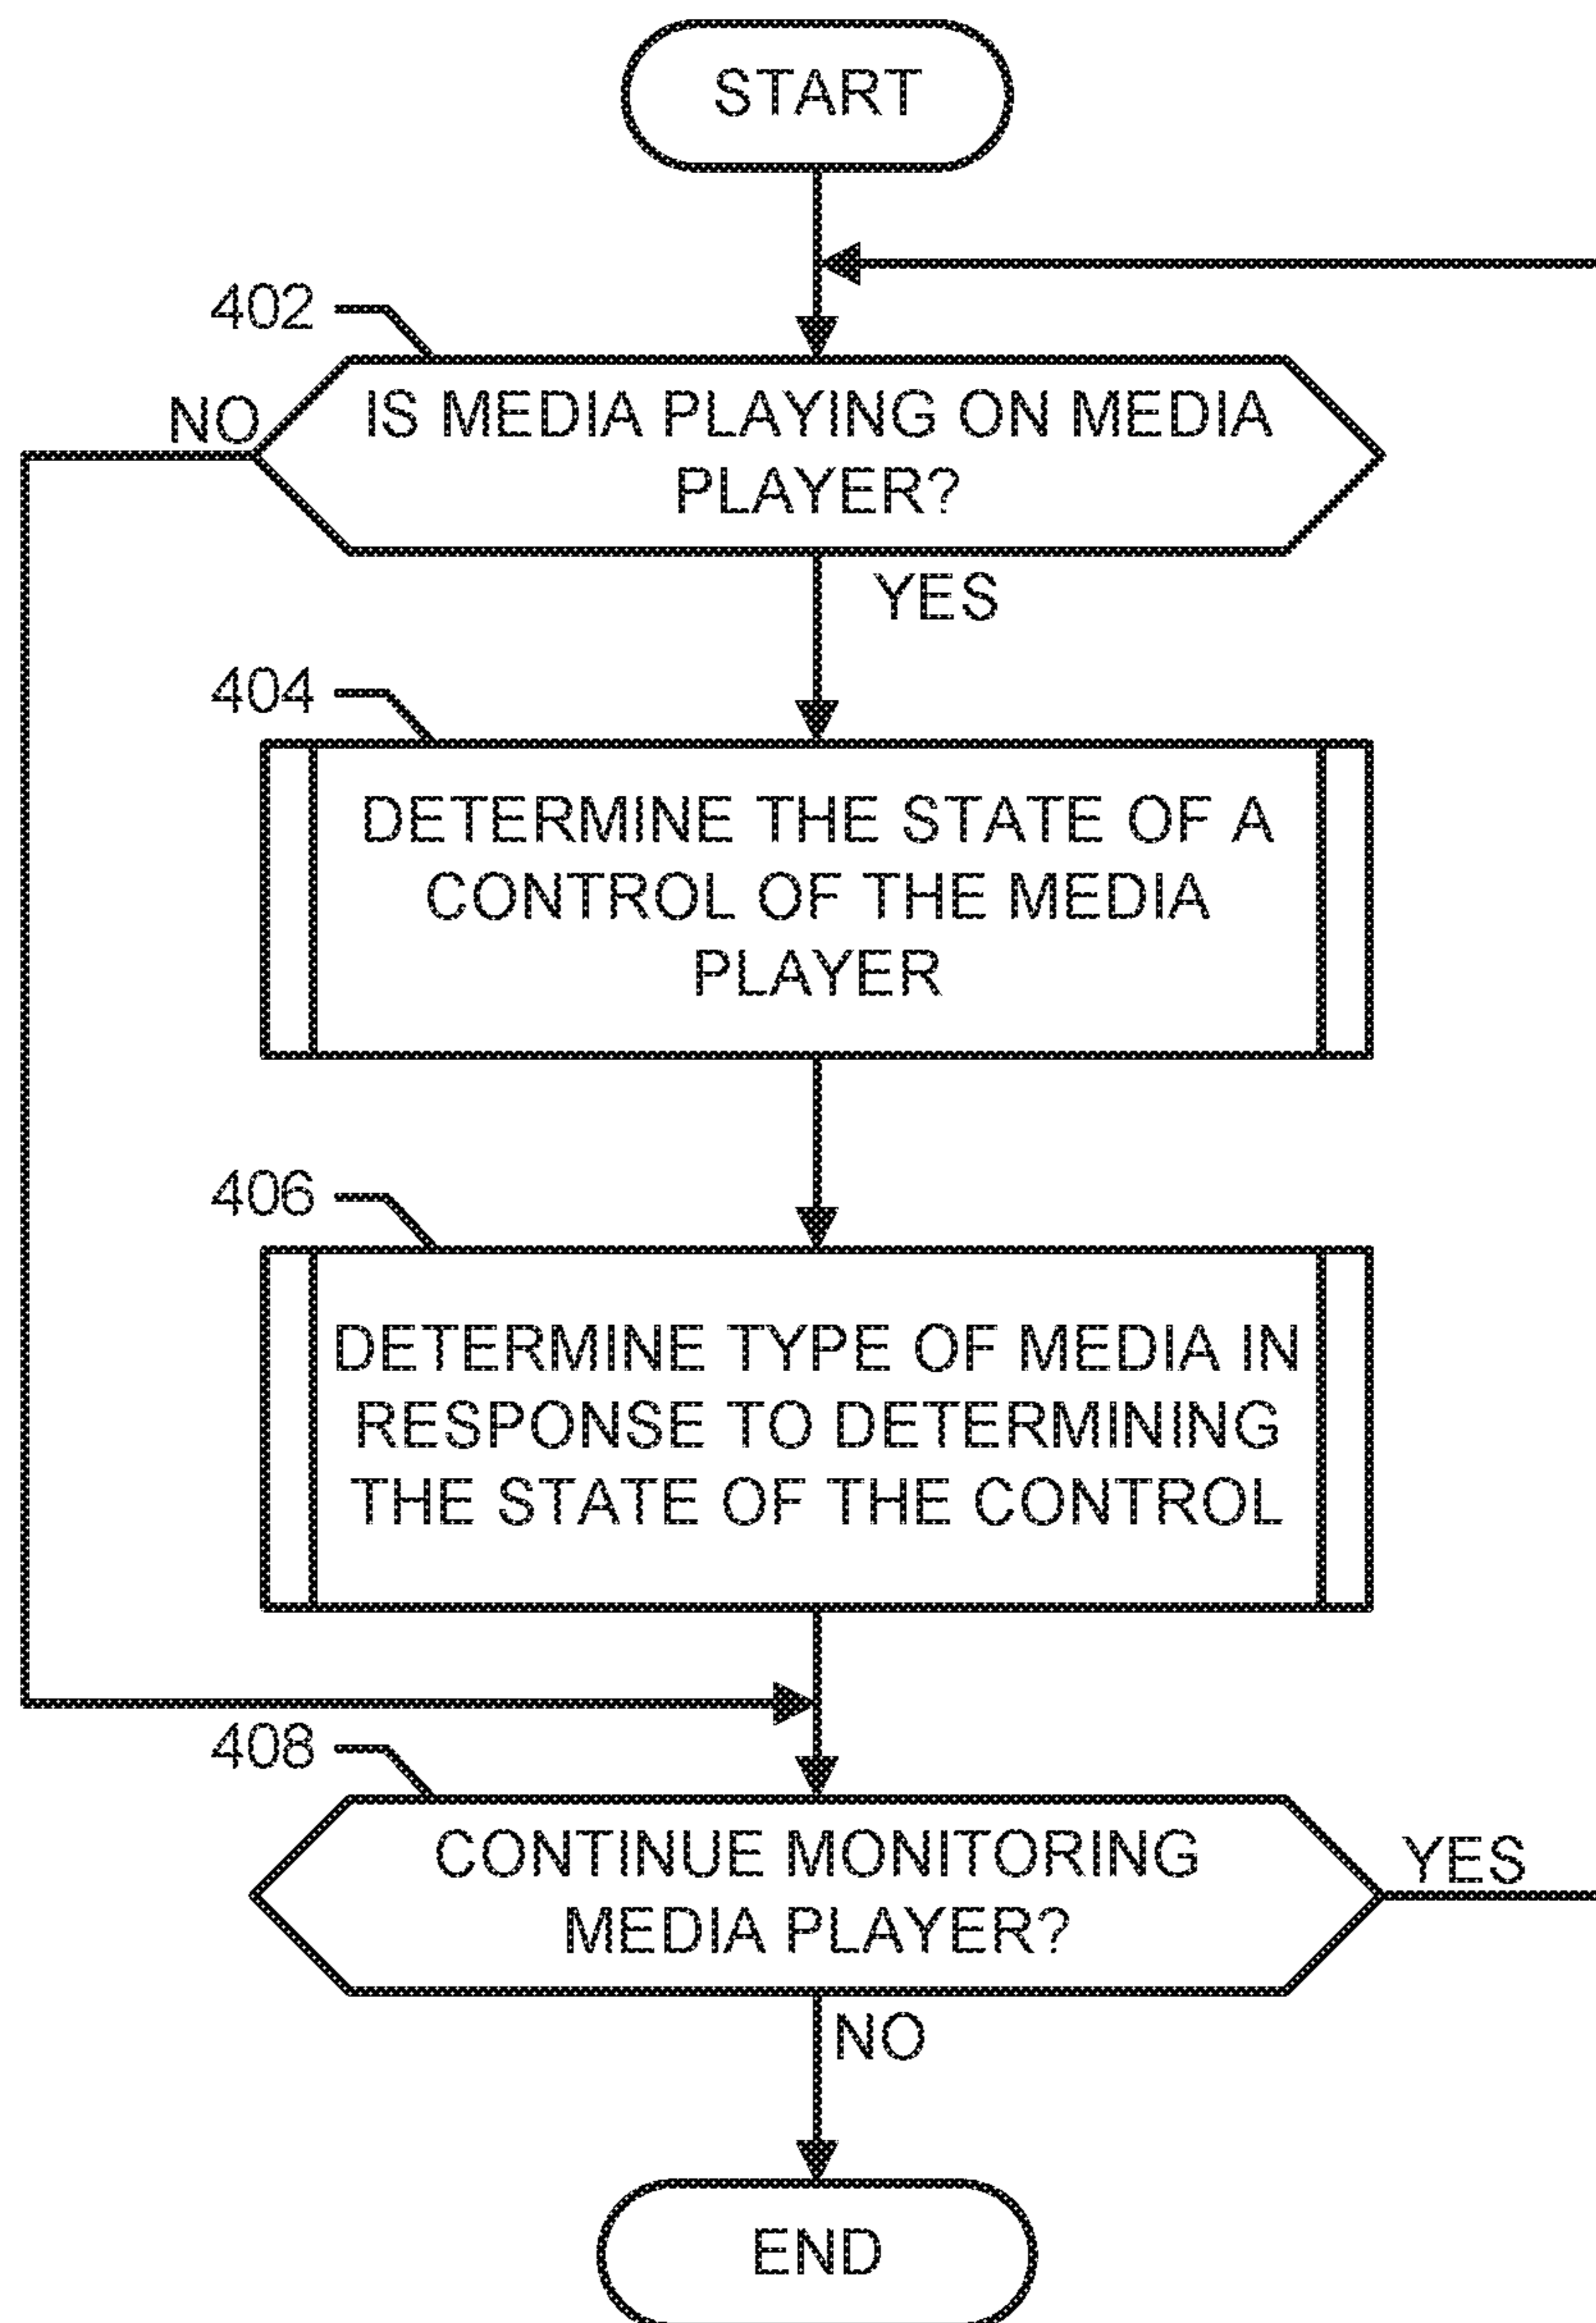 START
402
NO
IS MEDIA PLAYING ON MEDIA
PLAYER?
YES
404
DETERMINE THE STATE OF A
CONTROL OF THE MEDIA
PLAYER
406
DETERMINE TYPE OF MEDIA IN
RESPONSE TO DETERMINING
THE STATE OF THE CONTROL
408
CONTINUE MONITORING
MEDIA PLAYER?
YES
NO
END